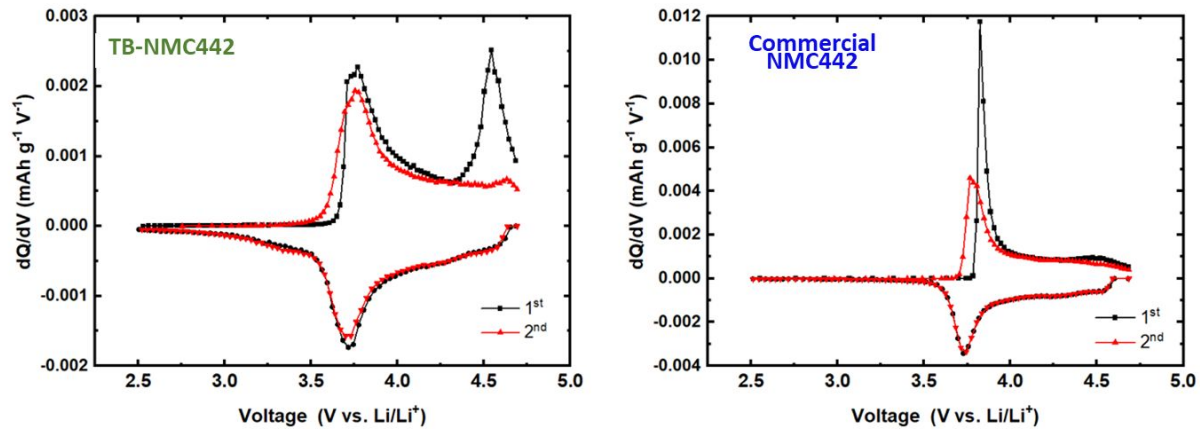 TB-NMC442
0.003
0.002
0.001
0.000
-0.001
-0.002
dQ/dV (mAh g⁻¹ V⁻¹)
2.5 3.0 3.5 4.0 4.5 5.0
Voltage (V vs. Li/Li⁺)
1ˢᵗ
2ⁿᵈ
Commercial
NMC442
0.012
0.010
0.008
0.006
0.004
0.002
0.000
-0.002
-0.004
dQ/dV (mAh g⁻¹ V⁻¹)
2.5 3.0 3.5 4.0 4.5 5.0
Voltage (V vs. Li/Li⁺)
1ˢᵗ
2ⁿᵈ